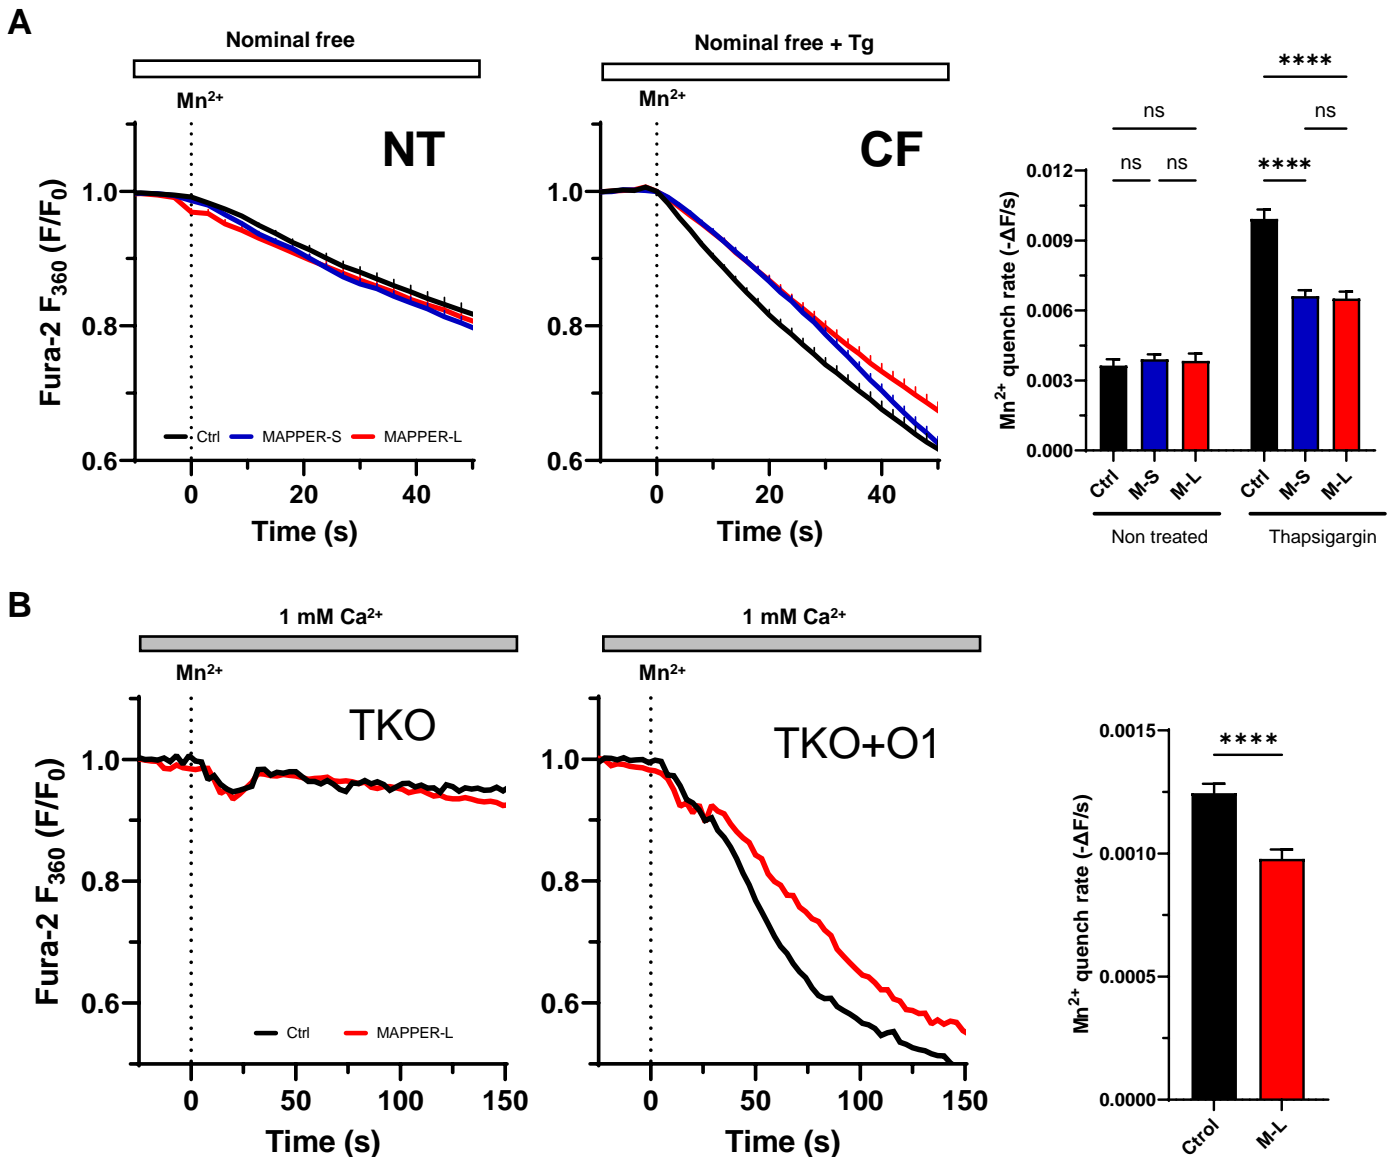 A
Nominal free
Mn²⁺
NT
Fura-2 F₃₆₀ (F/F₀)
1.0
0.8
0.6
Ctrl MAPPER-S MAPPER-L
0 20 40
Time (s)
Nominal free + Tg
Mn²⁺
CF
1.0
0.8
0.6
0 20 40
Time (s)
****
ns ns
ns ns ****
Mn²⁺ quench rate (-ΔF/s)
0.012
0.009
0.006
0.003
0.000
Ctrl M-S M-L Ctrl M-S M-L
Non treated Thapsigargin
B
1 mM Ca²⁺
Mn²⁺
TKO
Fura-2 F₃₆₀ (F/F₀)
1.0
0.8
0.6
Ctrl MAPPER-L
0 50 100 150
Time (s)
1 mM Ca²⁺
Mn²⁺
TKO+O1
1.0
0.8
0.6
0 50 100 150
Time (s)
****
Mn²⁺ quench rate (-ΔF/s)
0.0015
0.0010
0.0005
0.0000
Ctrol M-L